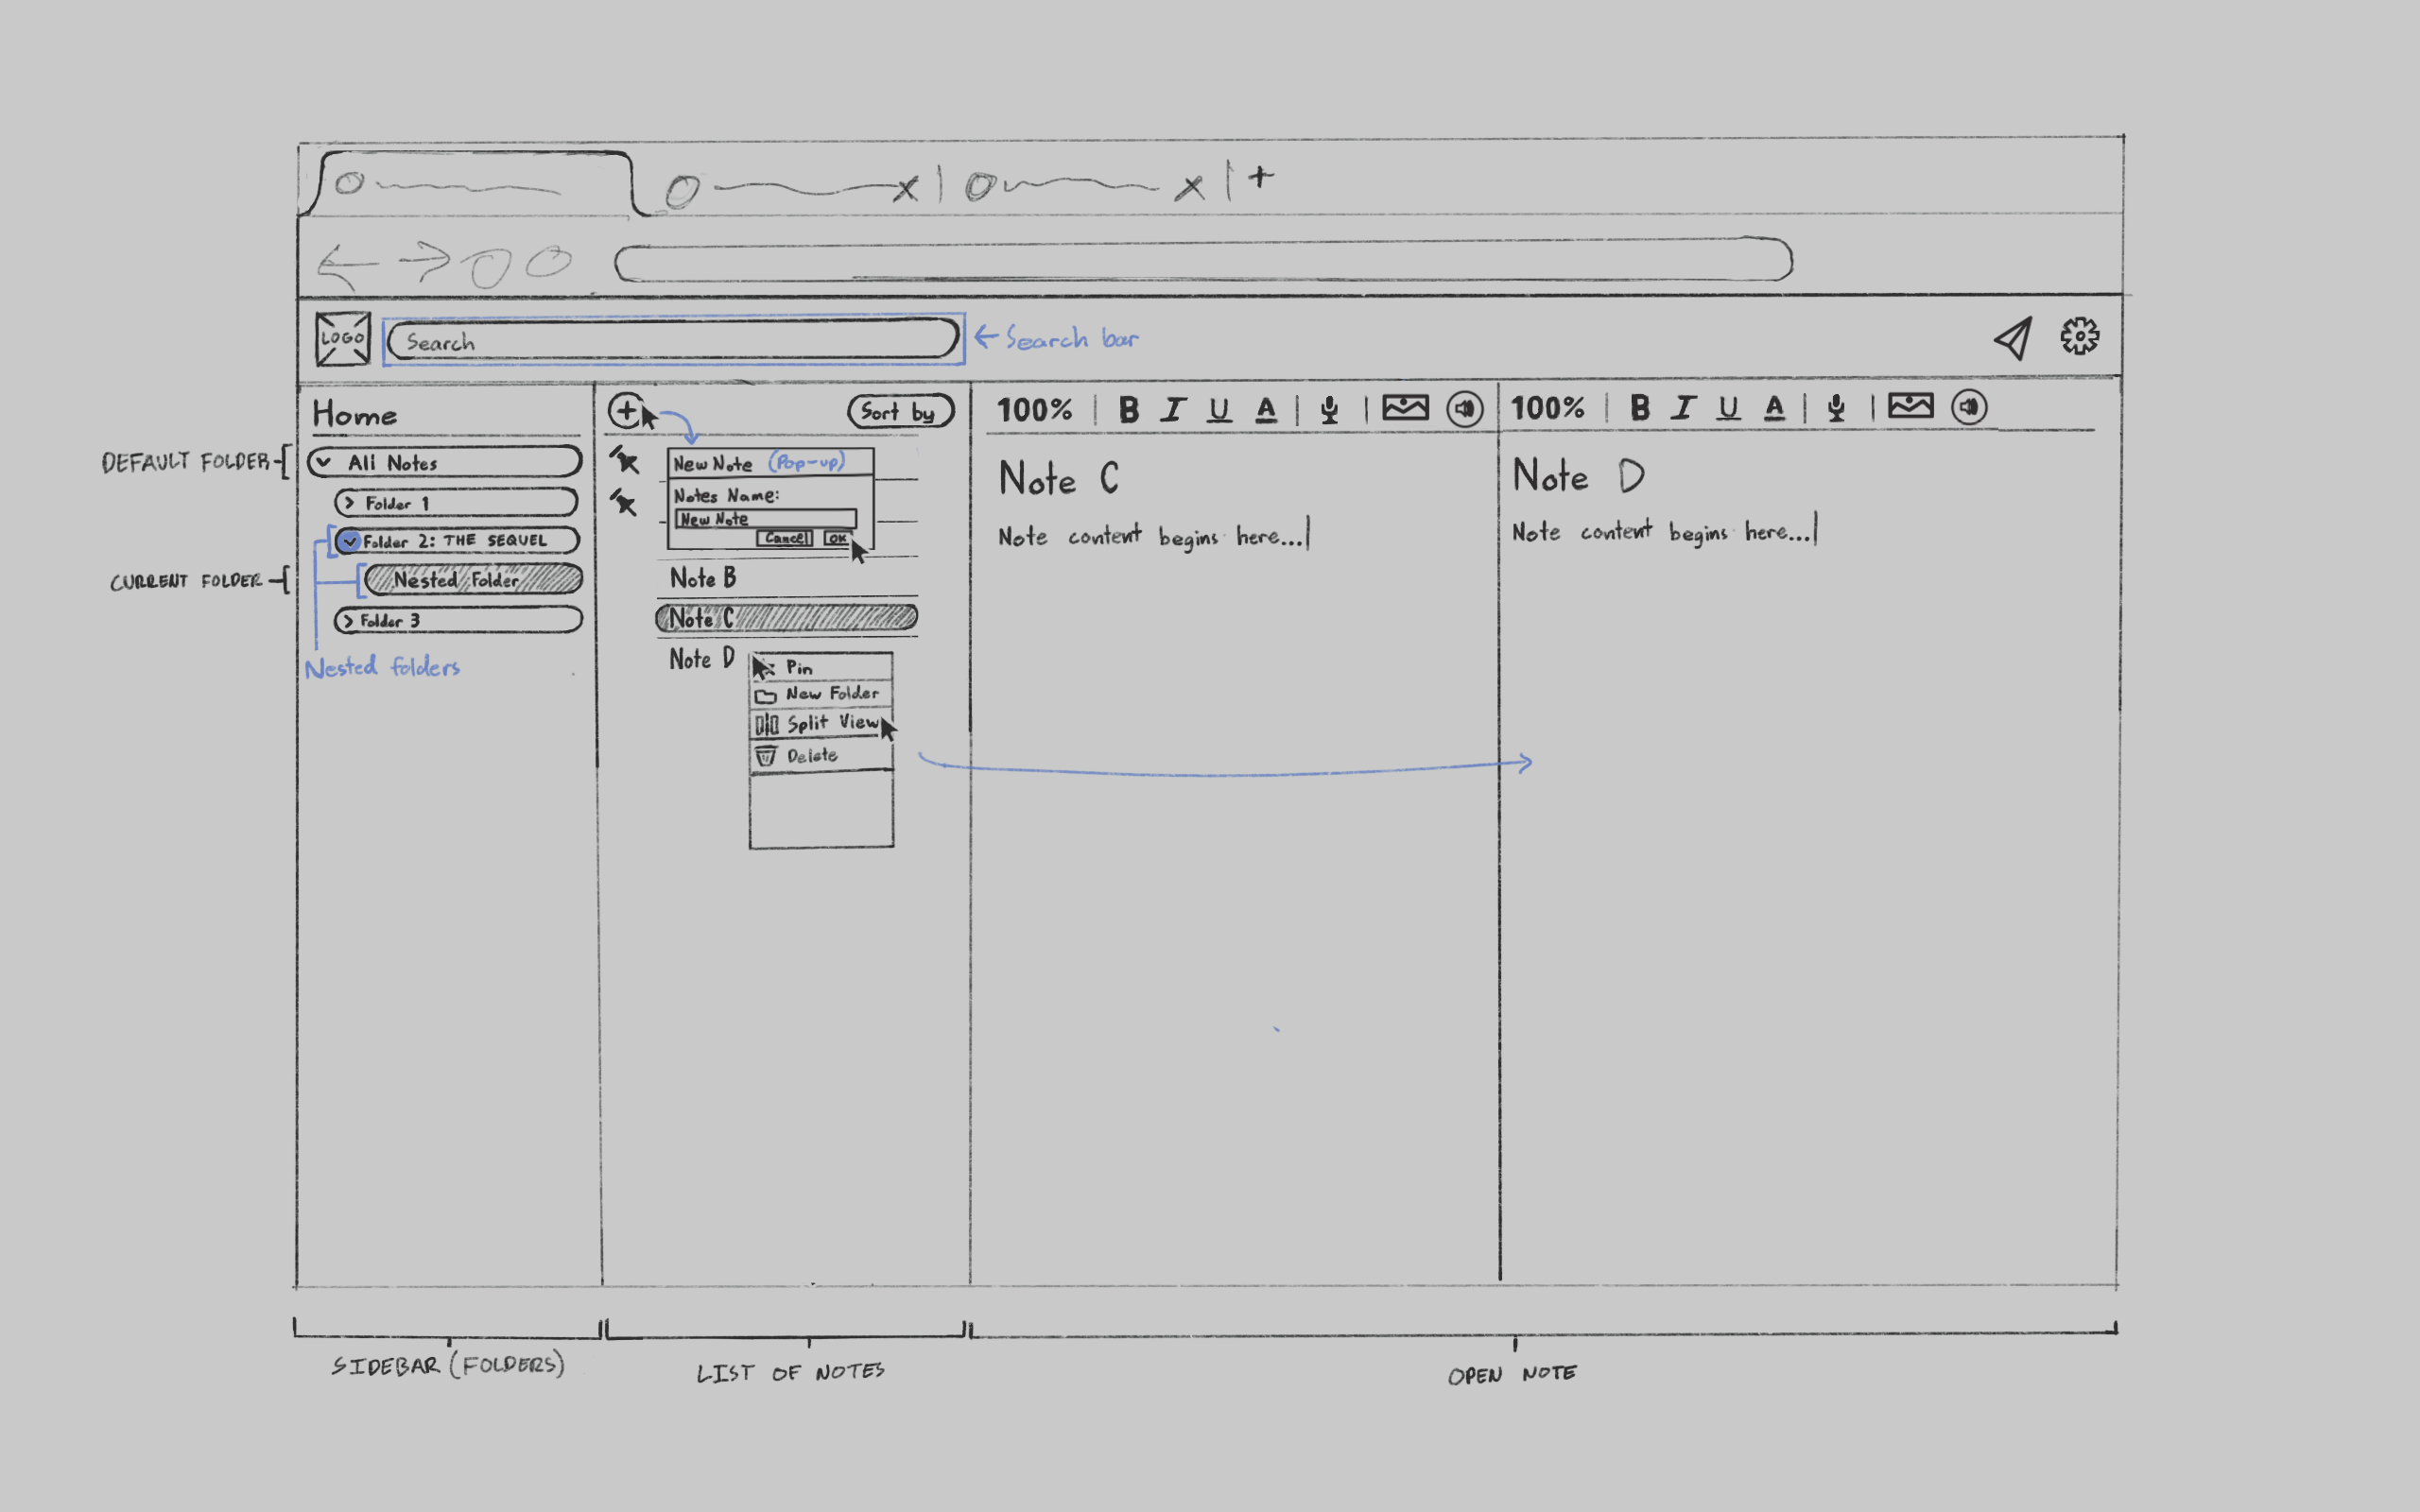 LOGO
Search
← Search bar
Home
Sort by
100% | B I U A |
100% | B I U A |
DEFAULT FOLDER
All Notes
New Note (Pop-up)
Note C
Note D
Folder 1
Notes Name:
New Note
Cancel OK
Note content begins here...|
Note content begins here...|
Folder 2: THE SEQUEL
CURRENT FOLDER
Nested Folder
Note B
Folder 3
Note C
Nested folders
Note D
Pin
New Folder
Split View
Delete
SIDEBAR (FOLDERS)
LIST OF NOTES
OPEN NOTE